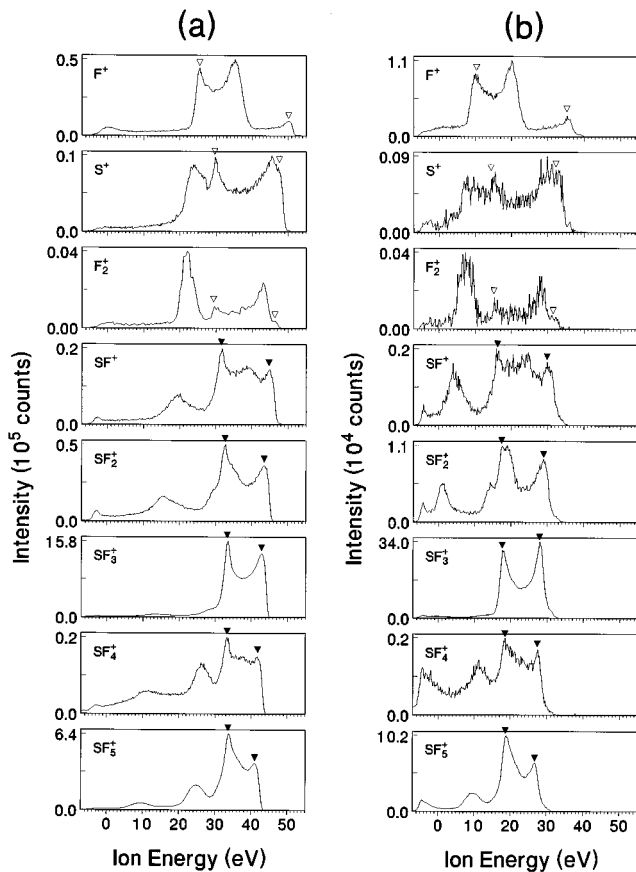 (a)
(b)
Intensity (10⁵ counts)
0.5
F⁺
0.0
0.1
S⁺
0.0
0.04
F₂⁺
0.00
0.2
SF⁺
0.0
0.5
SF₂⁺
0.0
15.8
SF₃⁺
0.0
0.2
SF₄⁺
0.0
6.4
SF₅⁺
0.0
0 10 20 30 40 50
Ion Energy (eV)
Intensity (10⁴ counts)
1.1
F⁺
0.0
0.09
S⁺
0.00
0.04
F₂⁺
0.00
0.2
SF⁺
0.0
1.1
SF₂⁺
0.0
34.0
SF₃⁺
0.0
0.2
SF₄⁺
0.0
10.2
SF₅⁺
0.0
0 10 20 30 40 50
Ion Energy (eV)